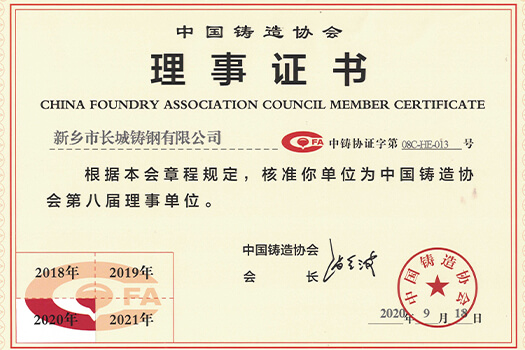 中国铸造协会
理事证书
CHINA FOUNDRY ASSOCIATION COUNCIL MEMBER CERTIFICATE
新乡市长城铸钢有限公司 CFA 中铸协证字第 08C-HE-013 号
根据本会章程规定，核准你单位为中国铸造协
会第八届理事单位。
中国铸造协会
会长
2018年 2019年
2020年 2021年
CFA
中国铸造协会
2020年9月18日